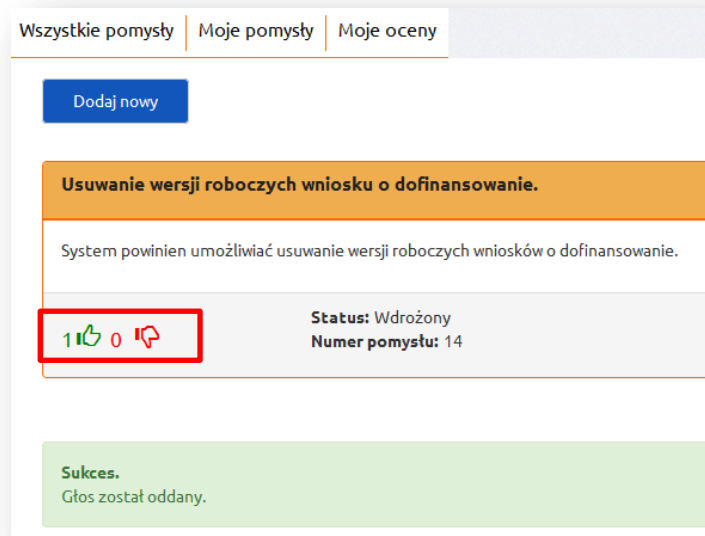 Wszystkie pomysły Moje pomysły Moje oceny
Dodaj nowy
Usuwanie wersji roboczych wniosku o dofinansowanie.
System powinien umożliwiać usuwanie wersji roboczych wniosków o dofinansowanie.
1 0
Status: Wdrożony
Numer pomysłu: 14
Sukces.
Głos został oddany.